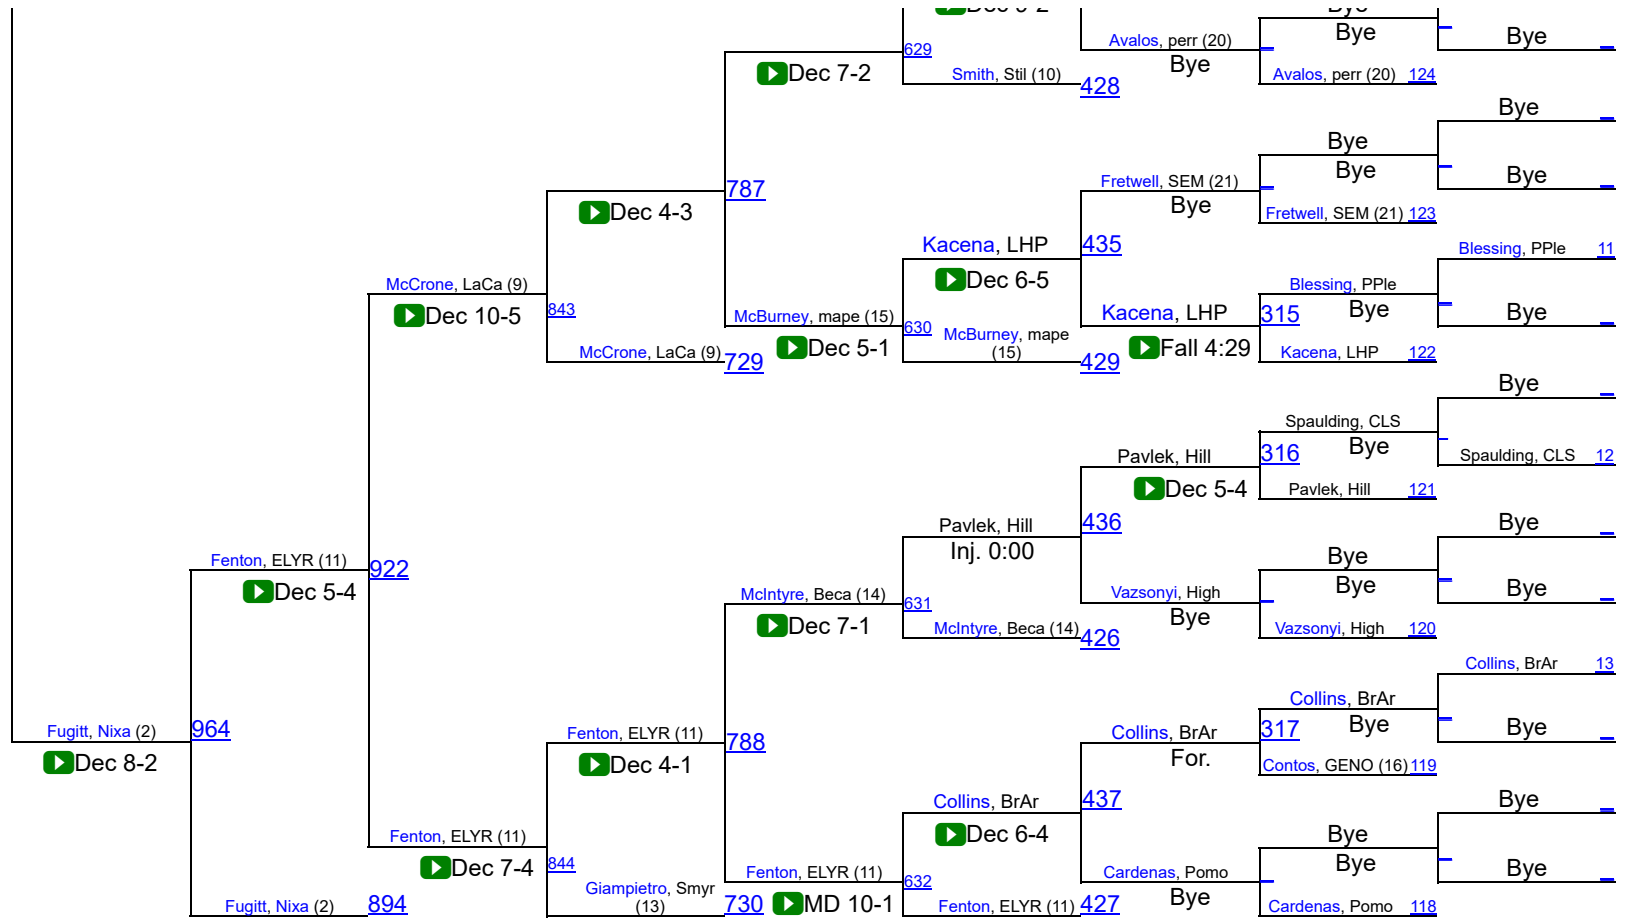 Bye
Dec 9-2
Avalos, perr (20)
Bye
Bye
629
Dec 7-2
Smith, Stil (10)
428
Bye
Avalos, perr (20) 124
Bye
Bye
Bye
Bye
787
Fretwell, SEM (21)
Bye
Dec 4-3
Fretwell, SEM (21) 123
Kacena, LHP
435
Blessing, PPle 11
Dec 6-5
McCrone, LaCa (9)
Blessing, PPle
Dec 10-5
843
McBurney, mape (15)
630
Kacena, LHP
315
Bye
Bye
McCrone, LaCa (9)
729
Dec 5-1
McBurney, mape
(15)
429
Fall 4:29
Kacena, LHP 122
Bye
Spaulding, CLS
Bye
Pavlek, Hill
316
Spaulding, CLS 12
Dec 5-4
Pavlek, Hill 121
Pavlek, Hill
436
Bye
Inj. 0:00
Fenton, ELYR (11)
922
Bye
Dec 5-4
McIntyre, Beca (14)
631
Vazsonyi, High
Bye
Bye
Dec 7-1
McIntyre, Beca (14)
426
Bye
Vazsonyi, High 120
Collins, BrAr 13
Collins, BrAr
Fugitt, Nixa (2)
964
Fenton, ELYR (11)
788
Collins, BrAr
317
Bye
Bye
Dec 8-2
Dec 4-1
For.
Contos, GENO (16) 119
Collins, BrAr
437
Bye
Fenton, ELYR (11)
Dec 6-4
Bye
Dec 7-4
844
Fenton, ELYR (11)
632
Cardenas, Pomo
Bye
Bye
Giampietro, Smyr
(13)
Fugitt, Nixa (2)
894
730
MD 10-1
Fenton, ELYR (11)
427
Bye
Cardenas, Pomo 118